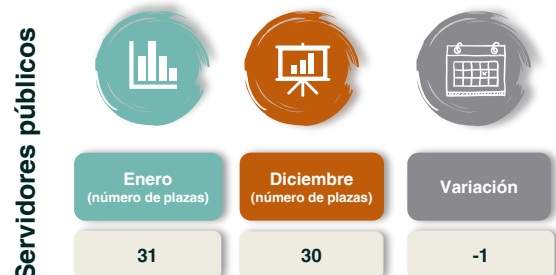 Servidores públicos
Enero
(número de plazas)
Diciembre
(número de plazas)
Variación
31
30
-1